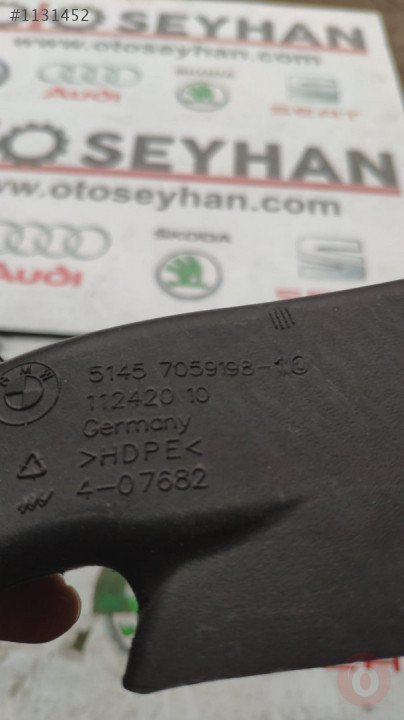 #1131452
OTO SEYHAN
www.otoseyhan.com
Audi
SEAT
OTO SEYHAN
www.otoseyhan.com
ŠKODA
Audi
BMW
5145 7059198-
112420 10
Germany
>HDPE<
4-07682